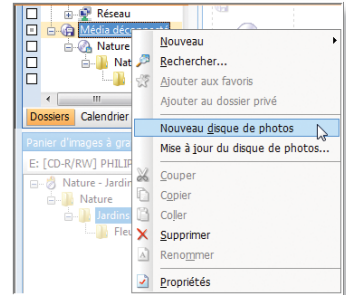 Réseau
Média déconnecté
Nature
Nat
Dossiers Calendrier
Panier d'images à gra
E: [CD-R/RW] PHILIP
Nature - Jardin
Nature
Jardins
Fle
Nouveau
Rechercher...
Ajouter aux favoris
Ajouter au dossier privé
Nouveau disque de photos
Mise à jour du disque de photos...
Couper
Copier
Coller
Supprimer
Renommer
Propriétés